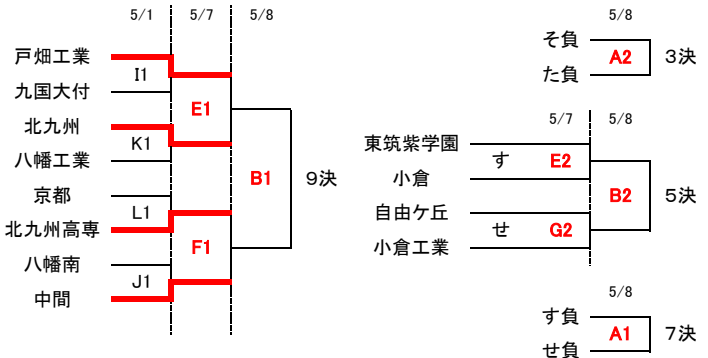 5/1 5/7 5/8
戸畑工業
I1
九国大付
E1
北九州
K1
八幡工業
B1 9決
京都
L1
北九州高専
F1
八幡南
J1
中間
5/8
そ負
A2 3決
た負
5/7 5/8
東筑紫学園
す E2
小倉
B2 5決
自由ケ丘
せ G2
小倉工業
5/8
す負
A1 7決
せ負